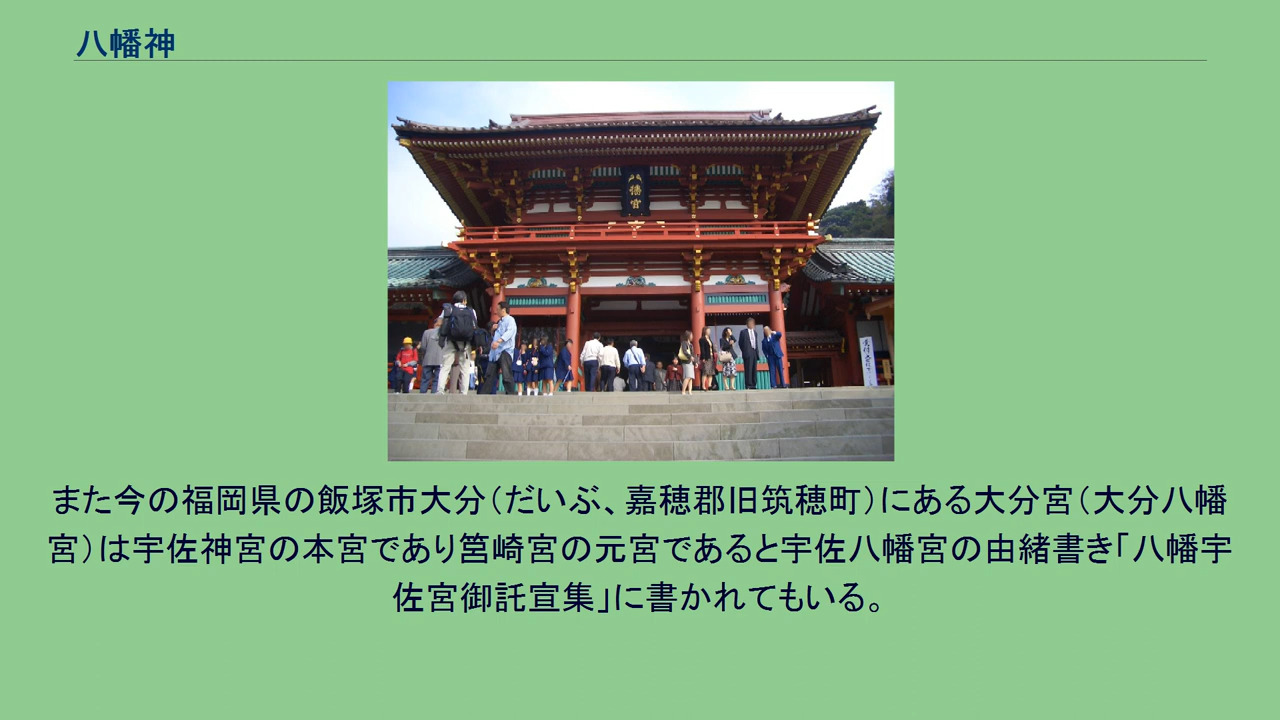 八幡神
八幡宮
また今の福岡県の飯塚市大分（だいぶ、嘉穂郡旧筑穂町）にある大分宮（大分八幡
宮）は宇佐神宮の本宮であり筥崎宮の元宮であると宇佐八幡宮の由緒書き「八幡宇
佐宮御託宣集」に書かれてもいる。